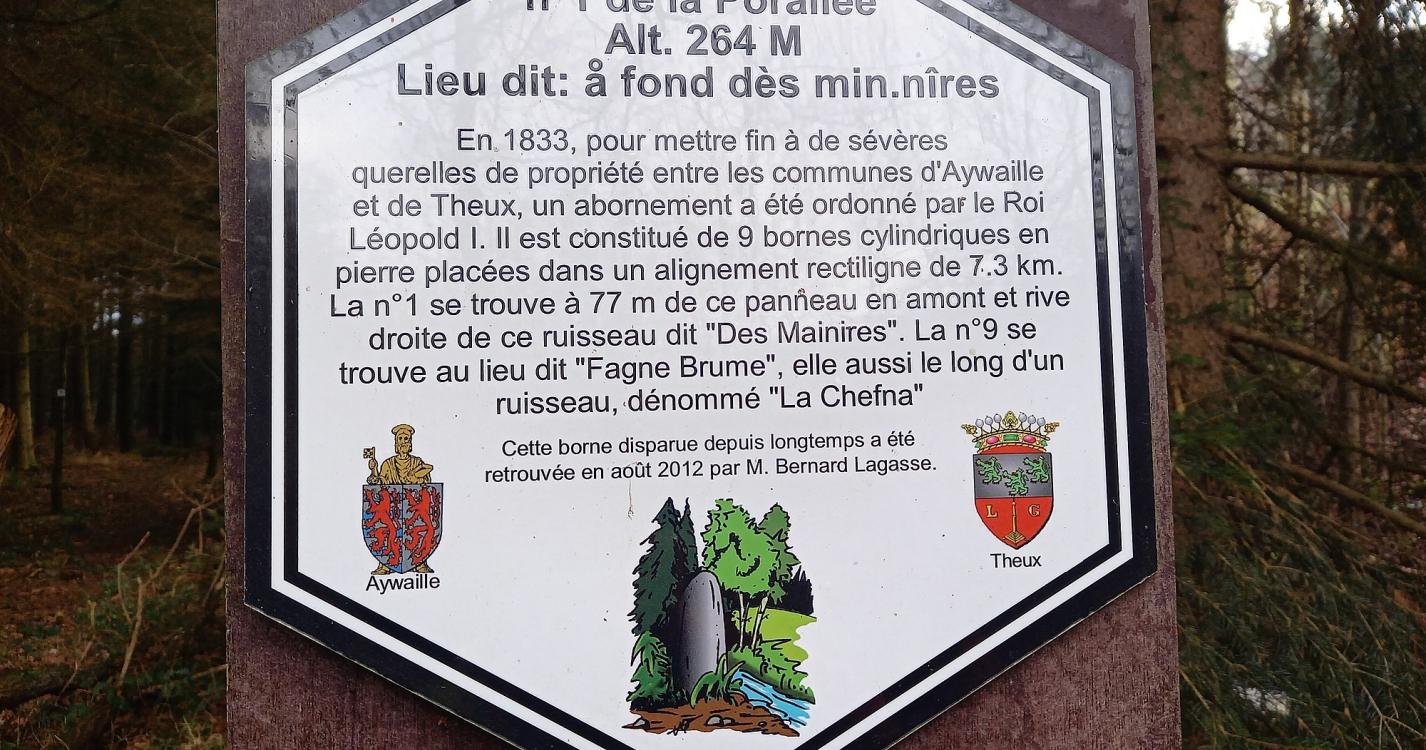 n°1 de la Porallée
Alt. 264 M
Lieu dit: å fond dès min.nîres
En 1833, pour mettre fin à de sévères
querelles de propriété entre les communes d'Aywaille
et de Theux, un abornement a été ordonné par le Roi
Léopold I. Il est constitué de 9 bornes cylindriques en
pierre placées dans un alignement rectiligne de 7.3 km.
La n°1 se trouve à 77 m de ce panneau en amont et rive
droite de ce ruisseau dit "Des Mainires". La n°9 se
trouve au lieu dit "Fagne Brume", elle aussi le long d'un
ruisseau, dénommé "La Chefna"
Cette borne disparue depuis longtemps a été
retrouvée en août 2012 par M. Bernard Lagasse.
L G
Aywaille
Theux